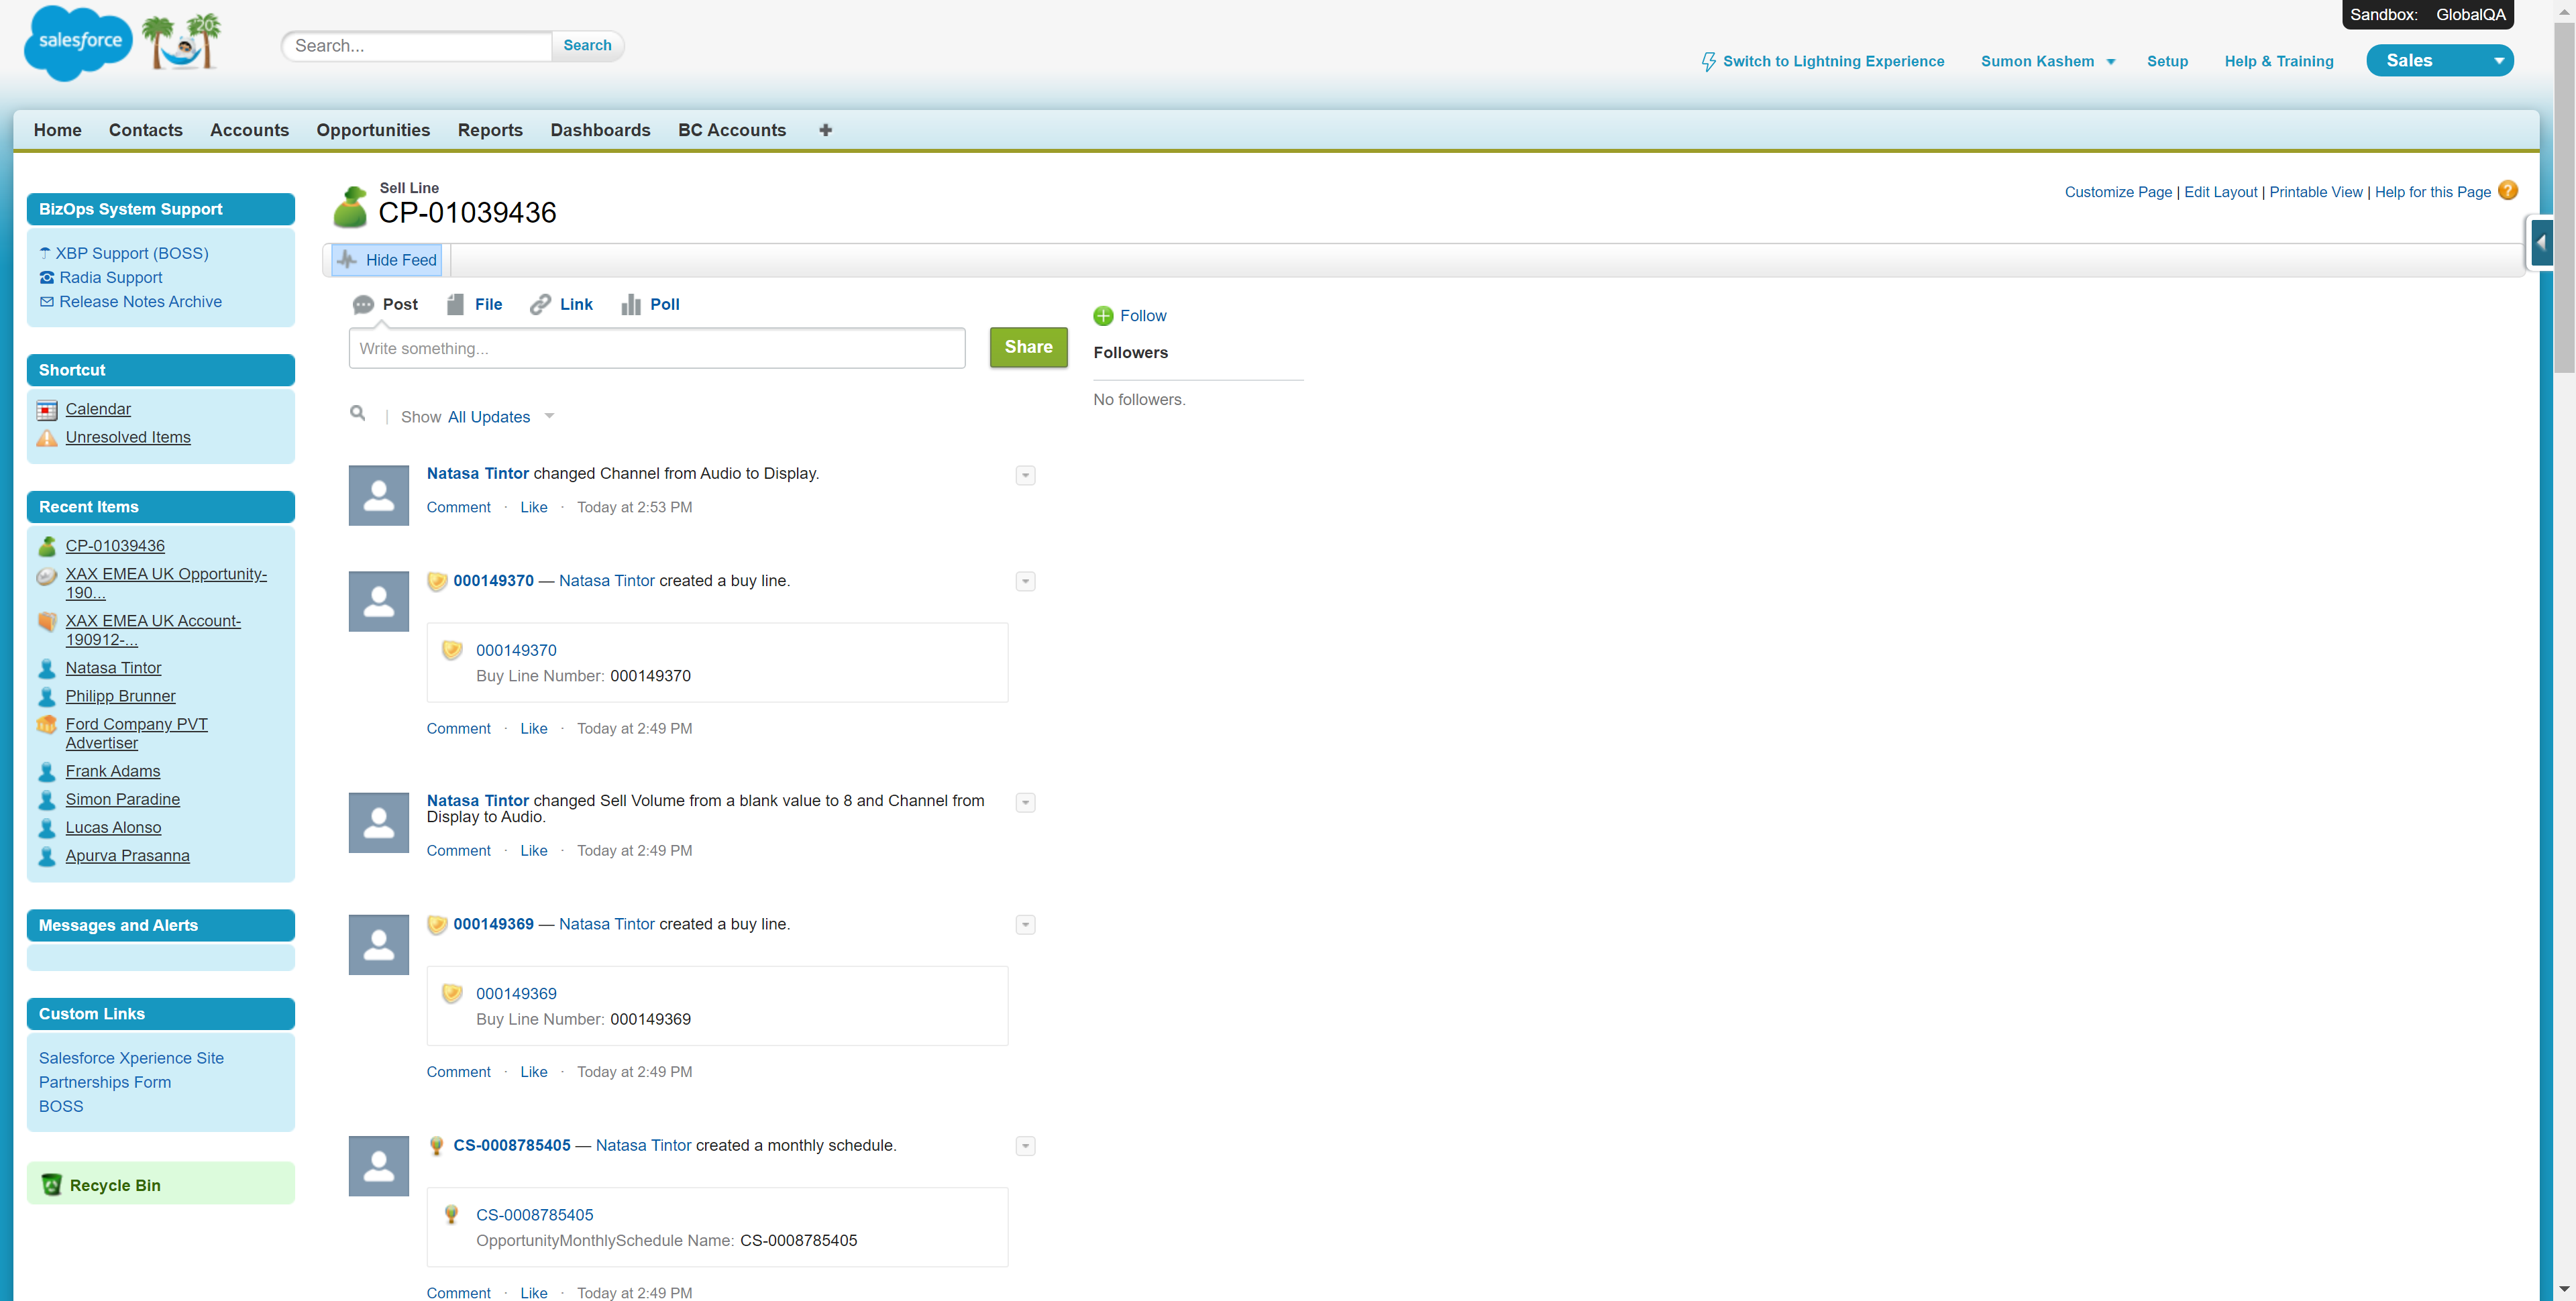 Sandbox: GlobalQA
salesforce
'20
Search...
Search
Switch to Lightning Experience
Sumon Kashem
Setup
Help & Training
Sales
Home
Contacts
Accounts
Opportunities
Reports
Dashboards
BC Accounts
BizOps System Support
XBP Support (BOSS)
Radia Support
Release Notes Archive
Shortcut
Calendar
Unresolved Items
Recent Items
CP-01039436
XAX EMEA UK Opportunity-
190...
XAX EMEA UK Account-
190912-...
Natasa Tintor
Philipp Brunner
Ford Company PVT
Advertiser
Frank Adams
Simon Paradine
Lucas Alonso
Apurva Prasanna
Messages and Alerts
Custom Links
Salesforce Xperience Site
Partnerships Form
BOSS
Recycle Bin
Sell Line
CP-01039436
Customize Page | Edit Layout | Printable View | Help for this Page ?
Hide Feed
Post
File
Link
Poll
Write something...
Share
Follow
Followers
No followers.
| Show All Updates
Natasa Tintor changed Channel from Audio to Display.
Comment · Like · Today at 2:53 PM
000149370 — Natasa Tintor created a buy line.
000149370
Buy Line Number: 000149370
Comment · Like · Today at 2:49 PM
Natasa Tintor changed Sell Volume from a blank value to 8 and Channel from
Display to Audio.
Comment · Like · Today at 2:49 PM
000149369 — Natasa Tintor created a buy line.
000149369
Buy Line Number: 000149369
Comment · Like · Today at 2:49 PM
CS-0008785405 — Natasa Tintor created a monthly schedule.
CS-0008785405
OpportunityMonthlySchedule Name: CS-0008785405
Comment · Like · Today at 2:49 PM